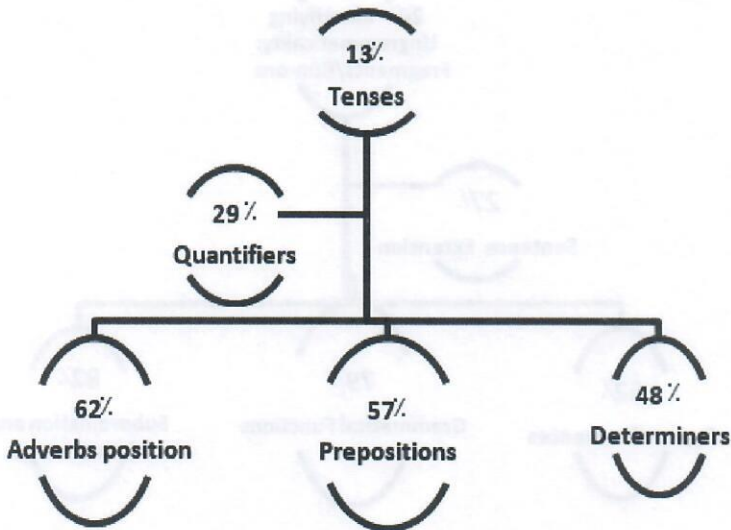 13٪
Tenses
29٪
Quantifiers
62٪
Adverbs position
57٪
Prepositions
48٪
Determiners